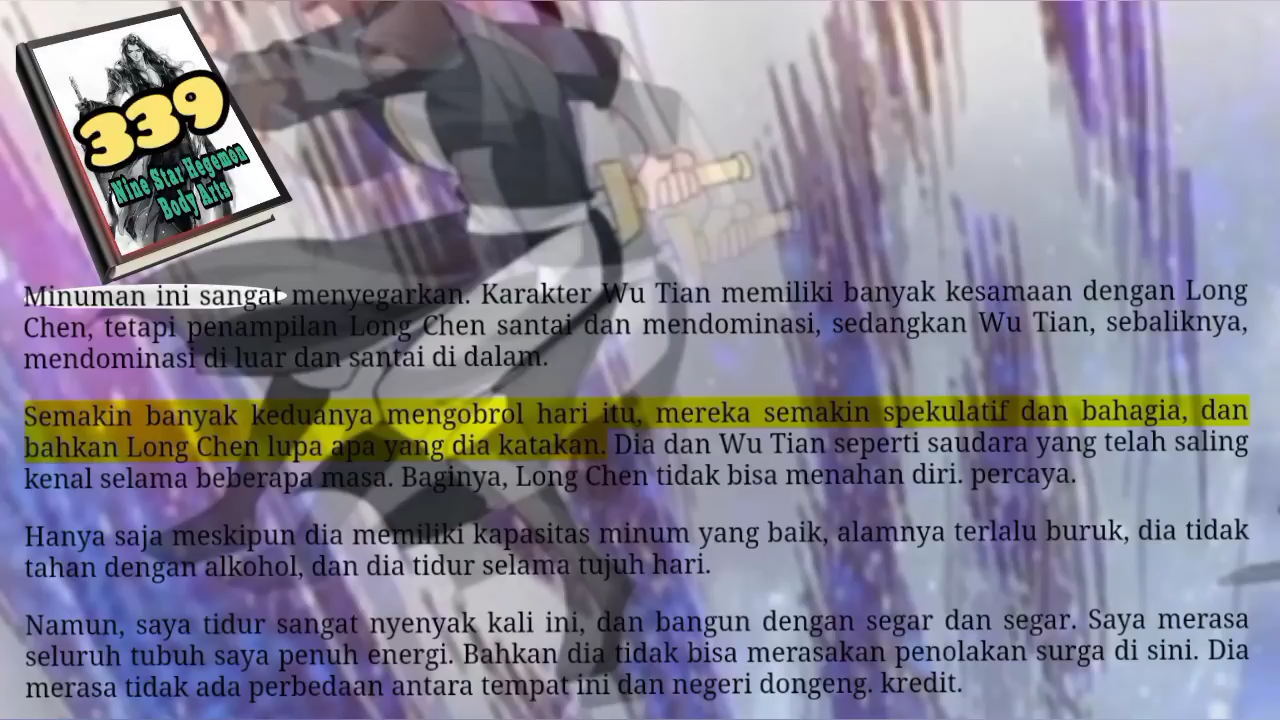 339
Nine Star Hegemon
Body Arts
Minuman ini sangat menyegarkan. Karakter Wu Tian memiliki banyak kesamaan dengan Long
Chen, tetapi penampilan Long Chen santai dan mendominasi, sedangkan Wu Tian, sebaliknya,
mendominasi di luar dan santai di dalam.
Semakin banyak keduanya mengobrol hari itu, mereka semakin spekulatif dan bahagia, dan
bahkan Long Chen lupa apa yang dia katakan. Dia dan Wu Tian seperti saudara yang telah saling
kenal selama beberapa masa. Baginya, Long Chen tidak bisa menahan diri. percaya.
Hanya saja meskipun dia memiliki kapasitas minum yang baik, alamnya terlalu buruk, dia tidak
tahan dengan alkohol, dan dia tidur selama tujuh hari.
Namun, saya tidur sangat nyenyak kali ini, dan bangun dengan segar dan segar. Saya merasa
seluruh tubuh saya penuh energi. Bahkan dia tidak bisa merasakan penolakan surga di sini. Dia
merasa tidak ada perbedaan antara tempat ini dan negeri dongeng. kredit.